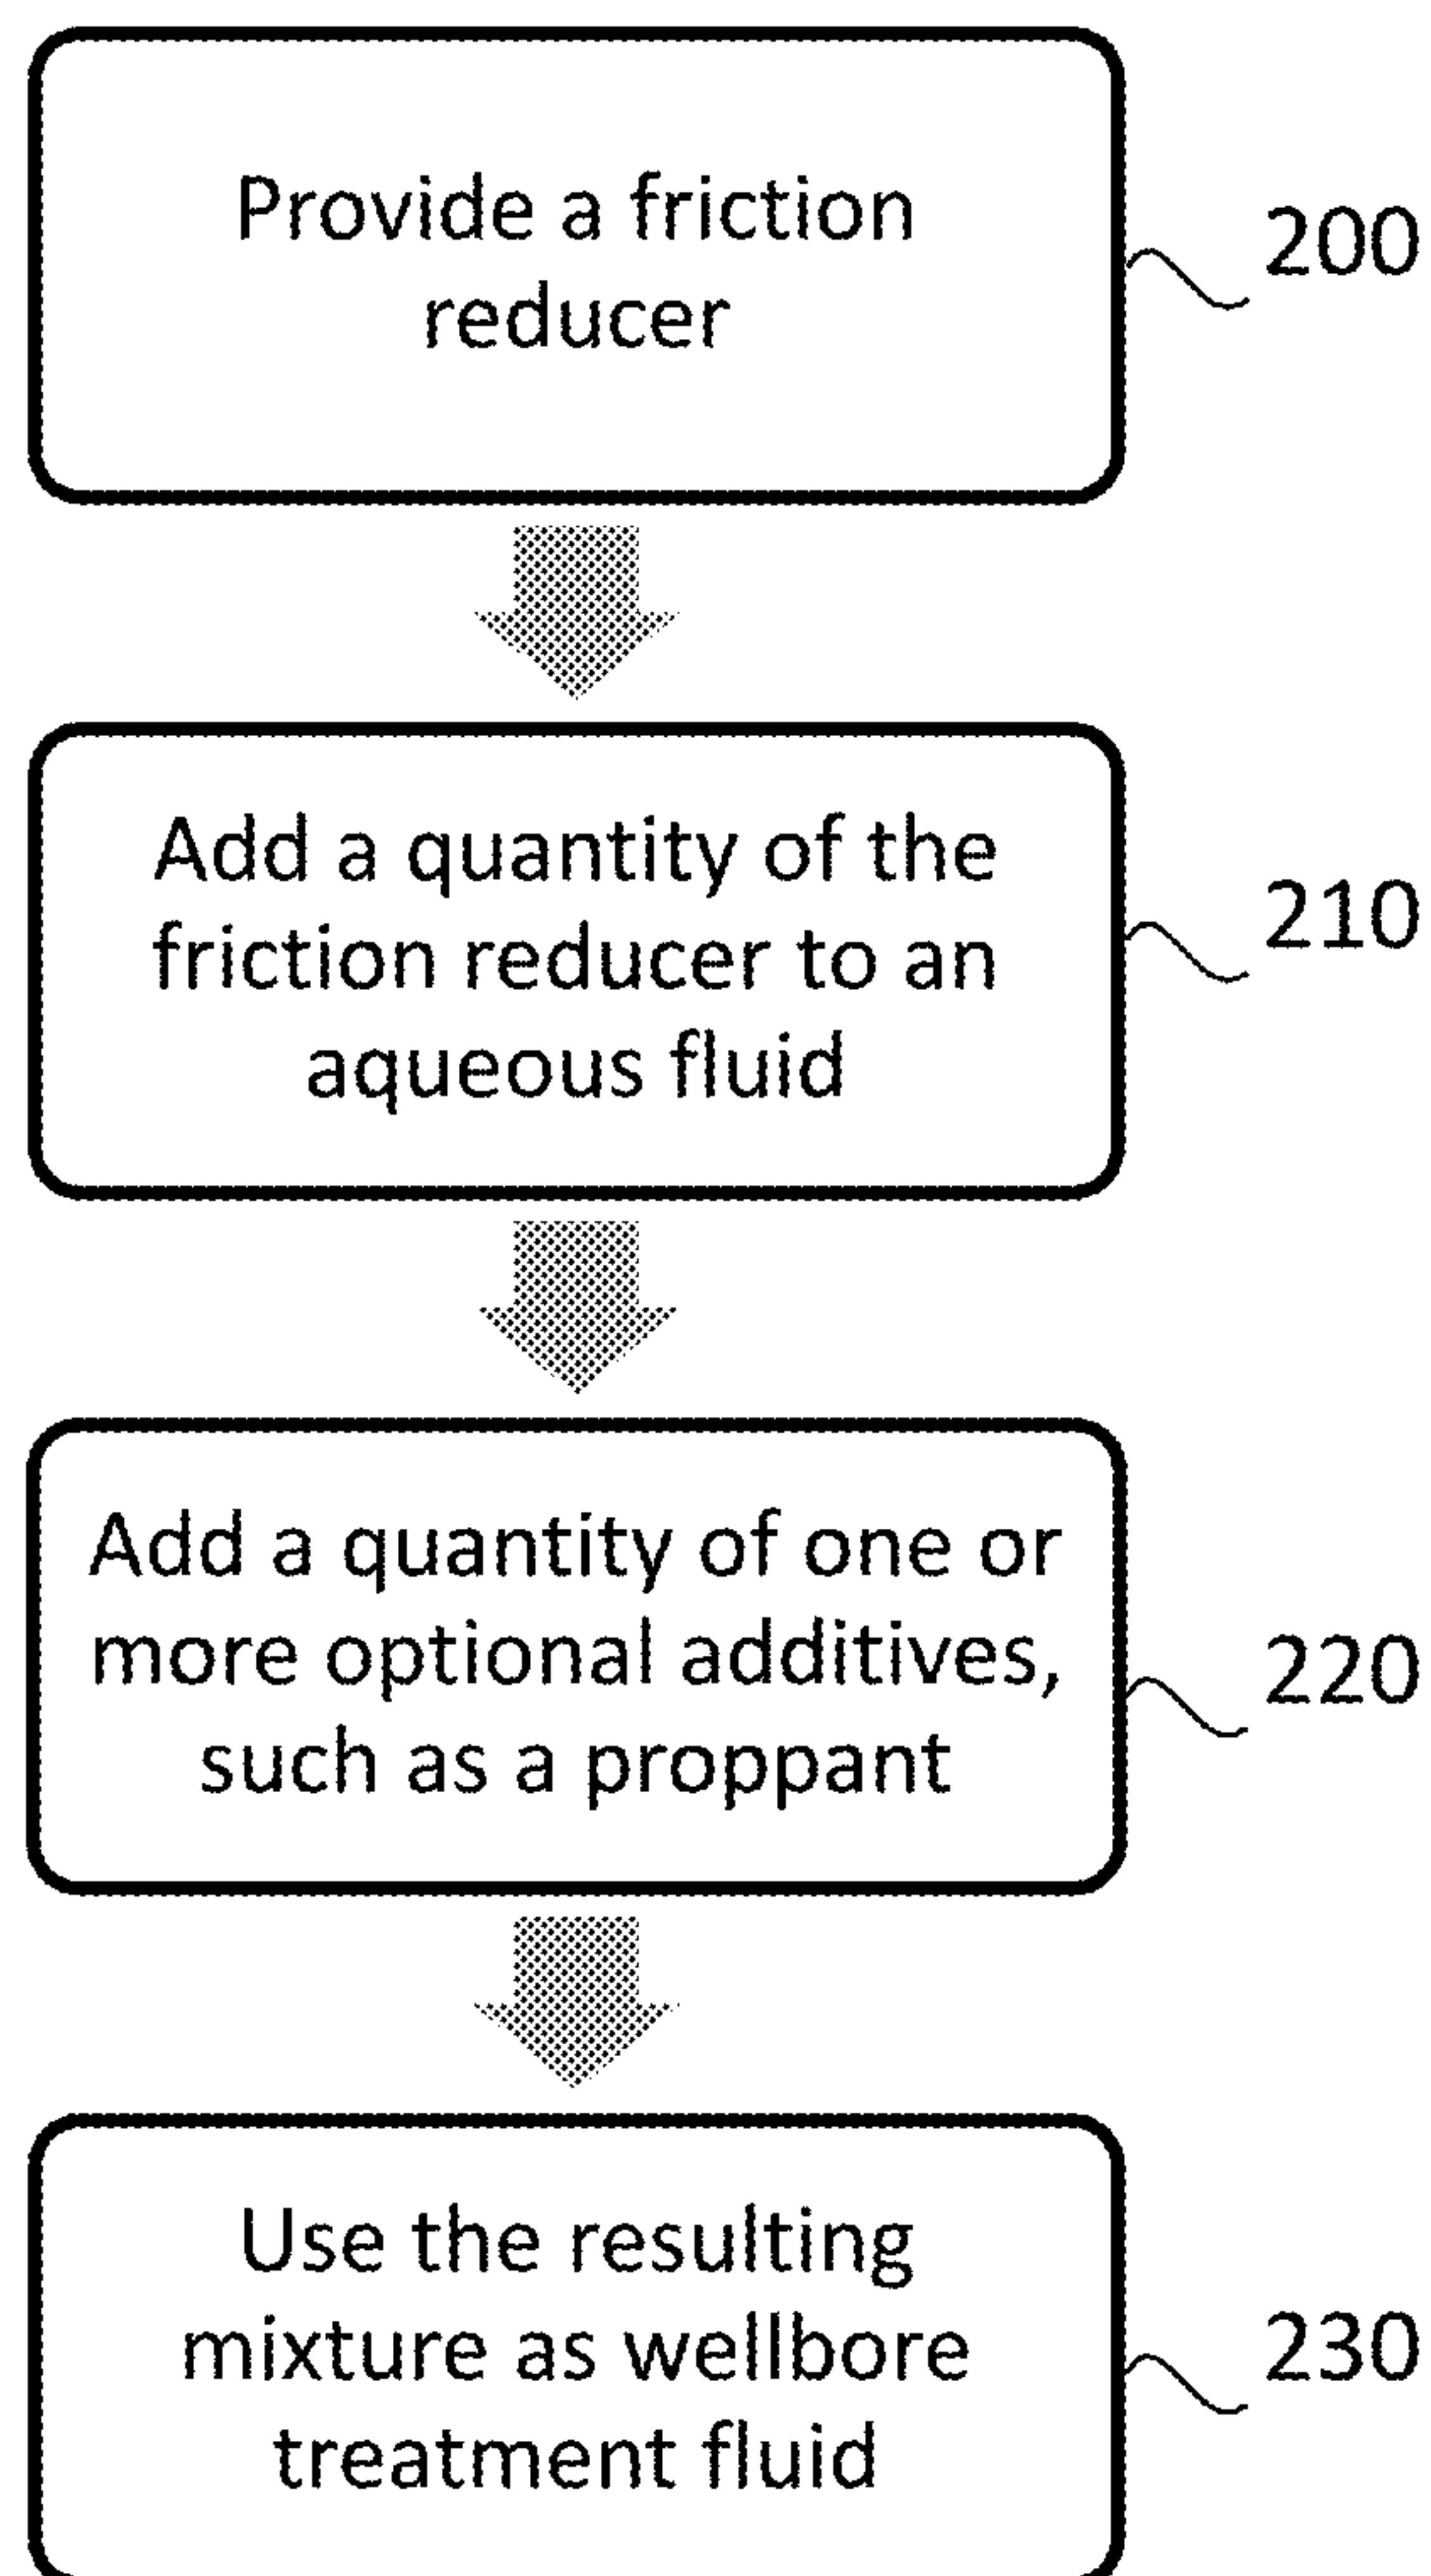 Provide a friction
reducer
200
Add a quantity of the
friction reducer to an
aqueous fluid
210
Add a quantity of one or
more optional additives,
such as a proppant
220
Use the resulting
mixture as wellbore
treatment fluid
230